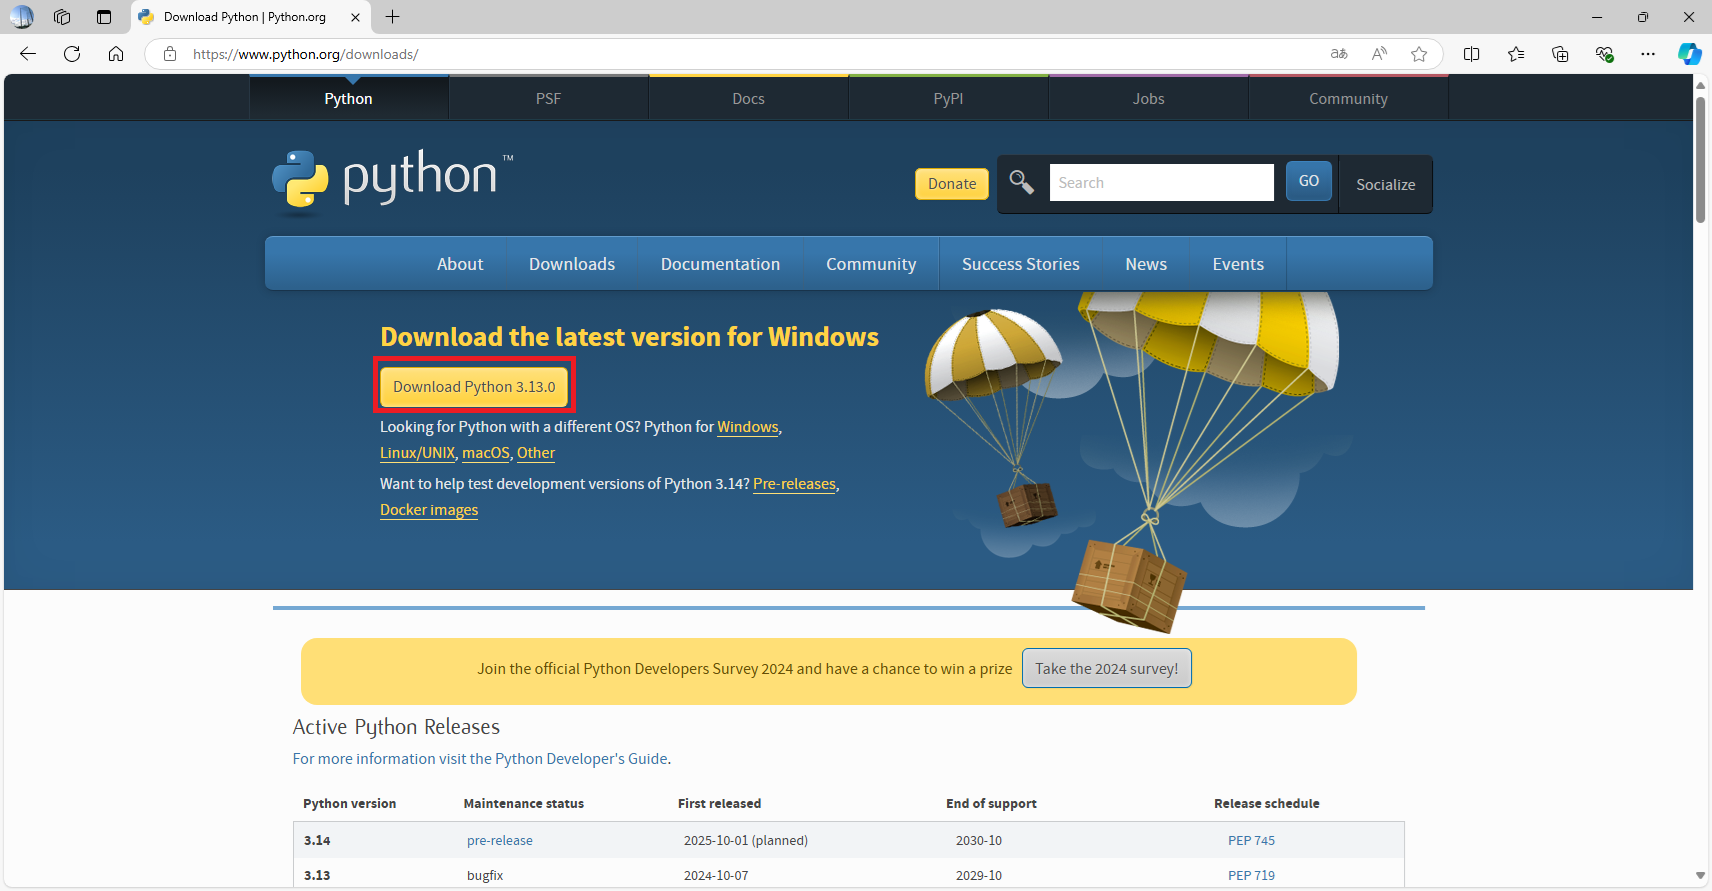 Download Python | Python.org
https://www.python.org/downloads/
Python PSF Docs PyPI Jobs Community
python™
Donate Search GO Socialize
About Downloads Documentation Community Success Stories News Events
Download the latest version for Windows
Download Python 3.13.0
Looking for Python with a different OS? Python for Windows,
Linux/UNIX, macOS, Other
Want to help test development versions of Python 3.14? Pre-releases,
Docker images
Join the official Python Developers Survey 2024 and have a chance to win a prize Take the 2024 survey!
Active Python Releases
For more information visit the Python Developer's Guide.
Python version Maintenance status First released End of support Release schedule
3.14 pre-release 2025-10-01 (planned) 2030-10 PEP 745
3.13 bugfix 2024-10-07 2029-10 PEP 719